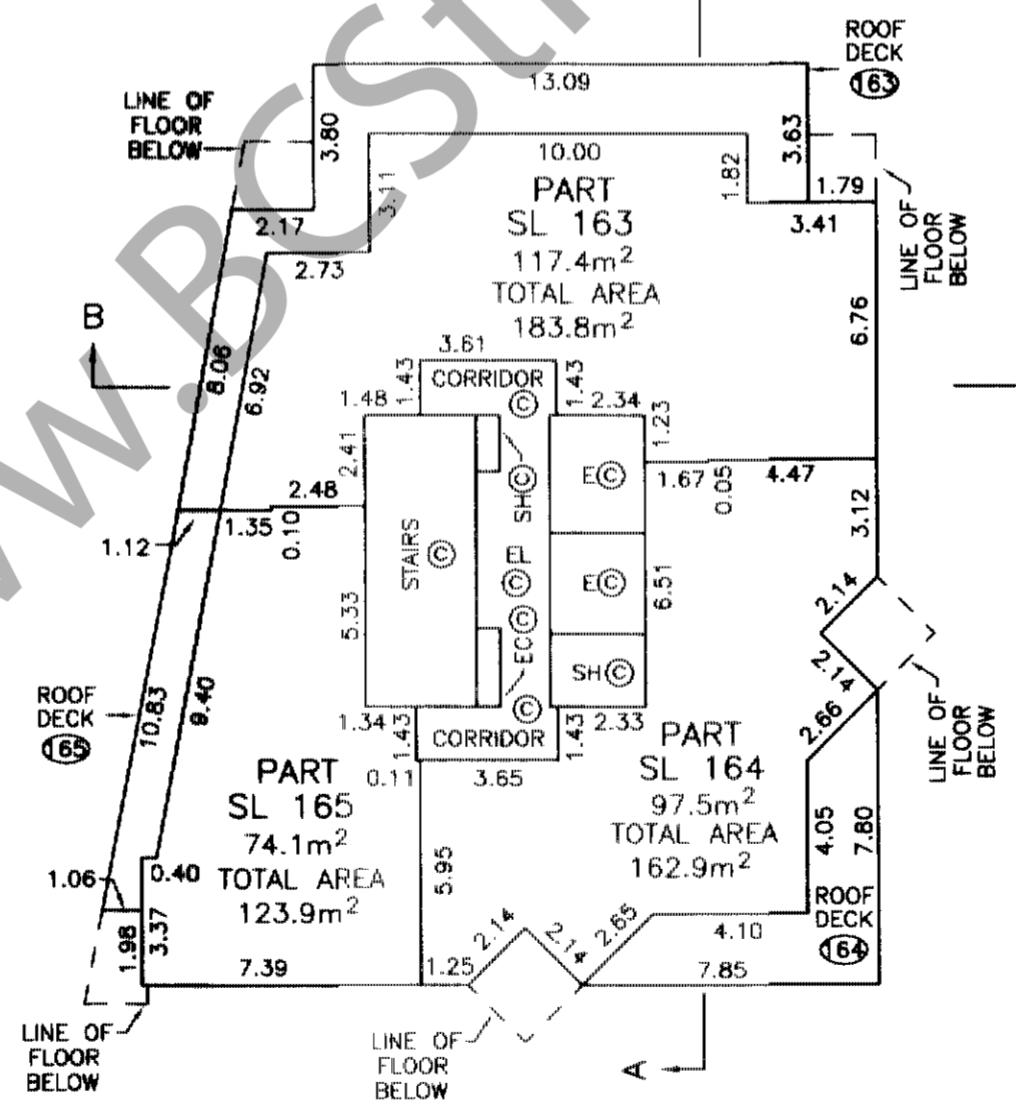 www.BCSt
ROOF
DECK
163
13.09
LINE OF
FLOOR
BELOW
3.80
3.63
10.00
1.82
PART
SL 163
117.4m²
TOTAL AREA
183.8m²
3.11
1.79
3.41
LINE OF
FLOOR
BELOW
2.17
2.73
B
8.06
6.92
6.76
3.61
1.43
CORRIDOR
©
1.43
1.48
2.34
2.41
1.23
SH©
E©
1.67
0.05
4.47
2.48
1.35
0.10
1.12
3.12
STAIRS
©
EL
©
E©
6.51
5.33
EC©
SH©
2.14
2.14
2.66
LINE OF
FLOOR
BELOW
ROOF
DECK
165
10.83
9.40
1.34
1.43
©
CORRIDOR
1.43
2.33
0.11
3.65
PART
SL 164
97.5m²
TOTAL AREA
162.9m²
PART
SL 165
74.1m²
TOTAL AREA
123.9m²
4.05
7.80
5.95
0.40
1.06
1.98
3.37
2.14
2.14
2.65
4.10
ROOF
DECK
164
7.39
1.25
7.85
LINE OF
FLOOR
BELOW
LINE OF
FLOOR
BELOW
A